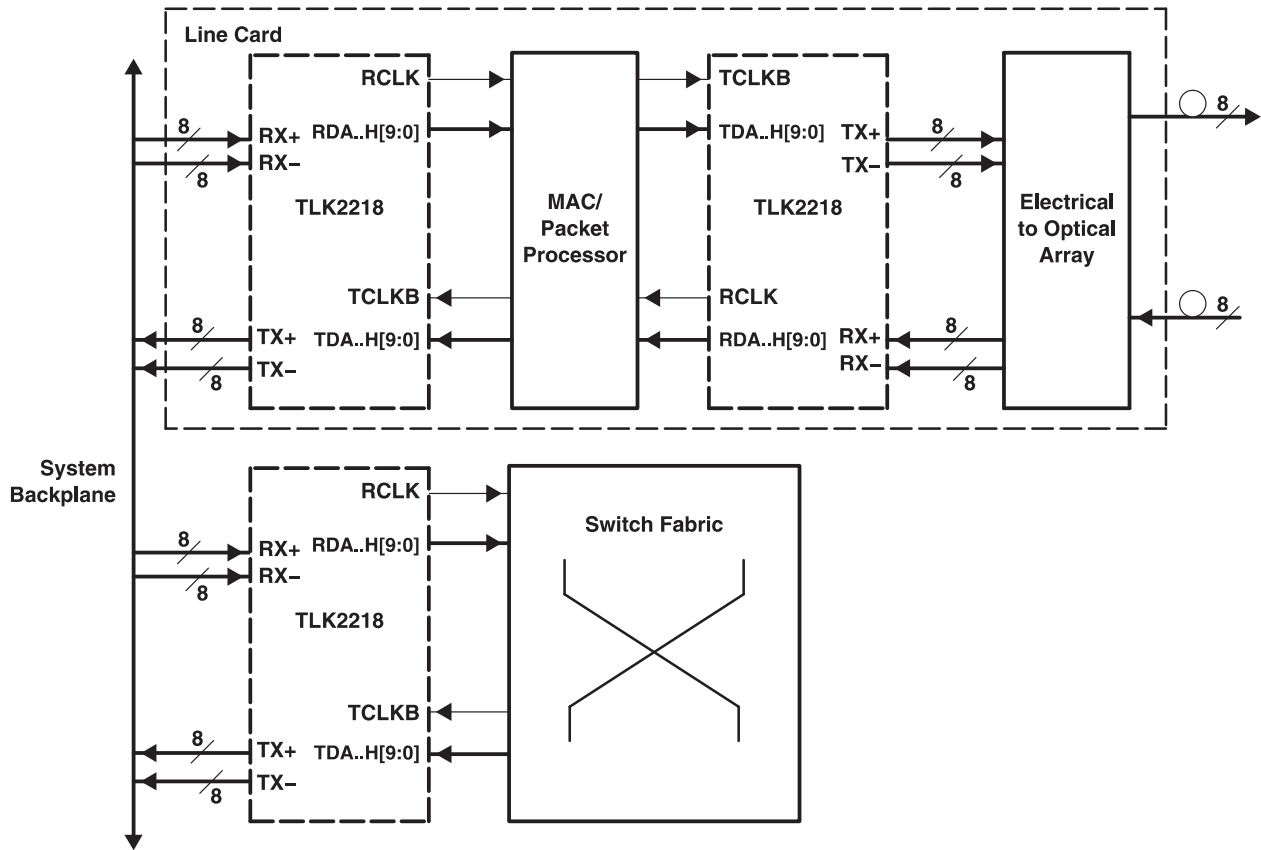 Line Card
RCLK
TCLKB
8
RX+
RDA..H[9:0]
TDA..H[9:0]
TX+
8
8
RX–
8
TX–
8
TLK2218
MAC/
Packet
Processor
TLK2218
Electrical
to Optical
Array
TCLKB
RCLK
8
8
TX+
TDA..H[9:0]
RDA..H[9:0]
RX+
8
TX–
8
RX–
8
System
Backplane
RCLK
Switch Fabric
8
RX+
RDA..H[9:0]
RX–
8
TLK2218
TCLKB
8
TX+
TDA..H[9:0]
TX–
8